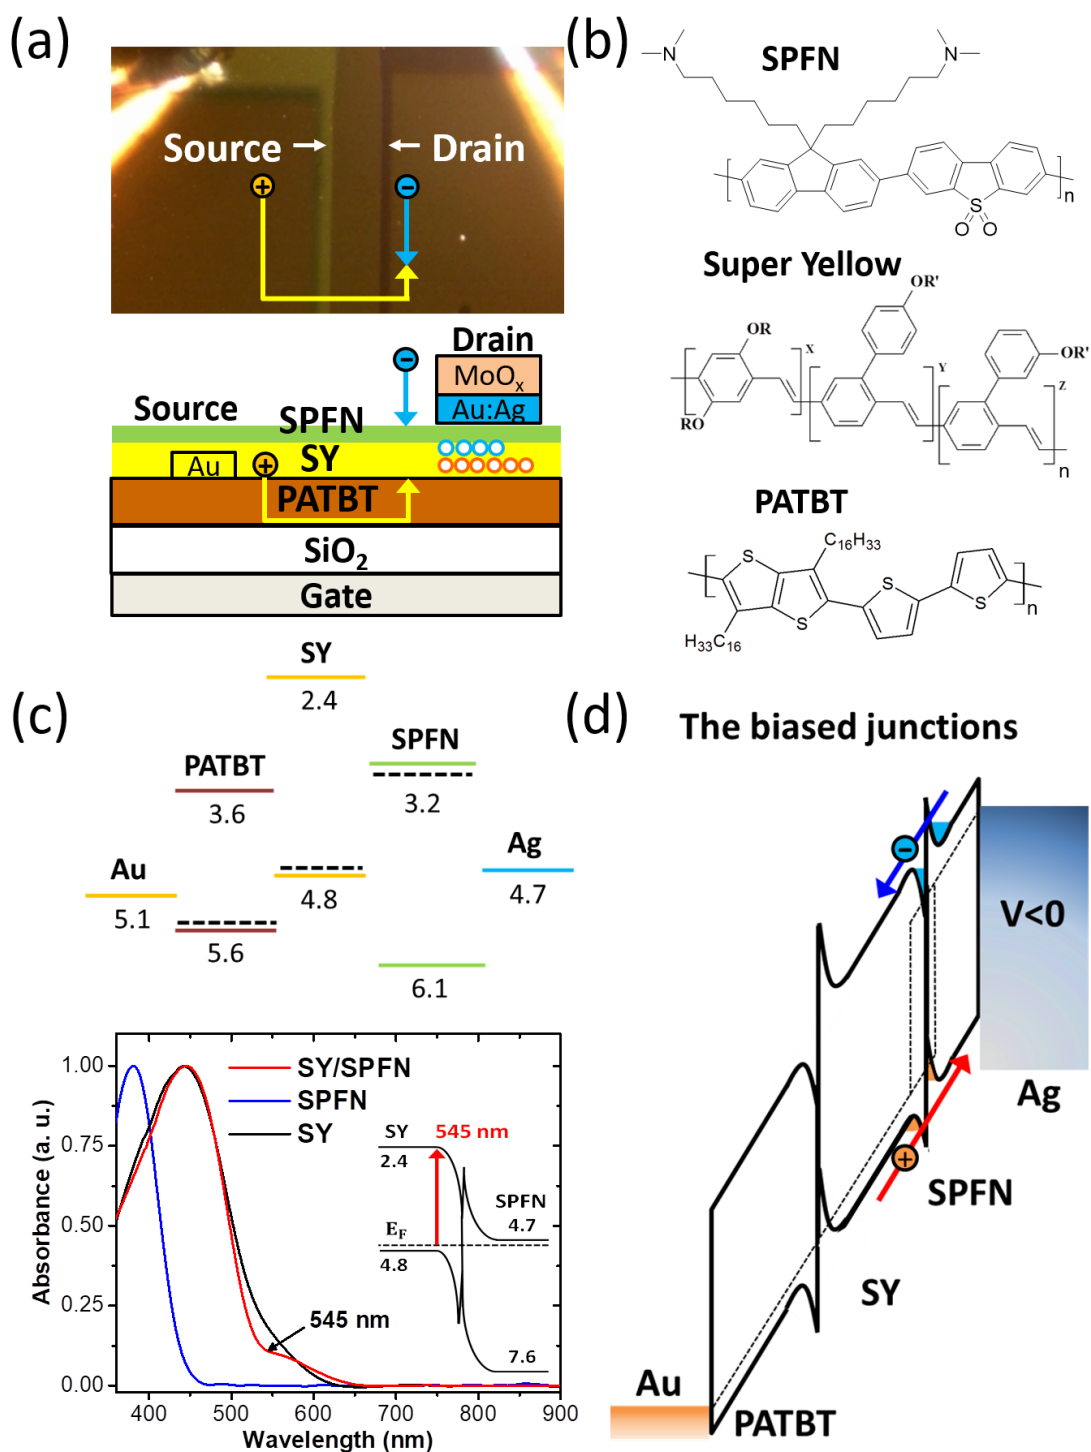 (a)
Source
Drain
+
−
Drain
MoOx
Au:Ag
−
Source
SPFN
SY
Au
+
PATBT
SiO2
Gate
(b)
SPFN
N
N
S
O
O
n
Super Yellow
OR'
OR
X
Y
OR'
Z
RO
n
PATBT
C16H33
S
S
S
S
n
H33C16
(c)
SY
2.4
SPFN
PATBT
3.2
3.6
Ag
Au
4.7
4.8
5.1
5.6
6.1
1.00
0.75
0.50
0.25
0.00
Absorbance (a. u.)
SY/SPFN
SPFN
SY
SY
545 nm
2.4
SPFN
4.7
EF
4.8
7.6
545 nm
400 500 600 700 800 900
Wavelength (nm)
(d)
The biased junctions
−
V<0
Ag
+
SPFN
SY
Au
PATBT